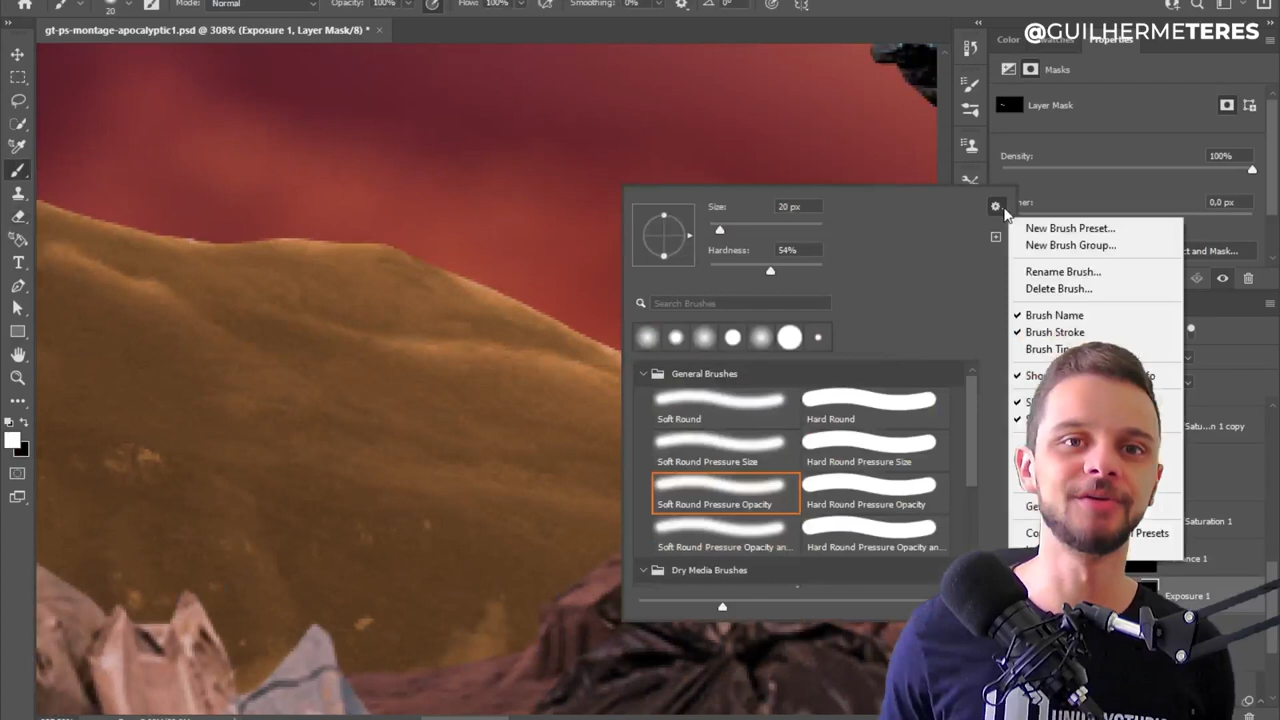 Mode: Normal Opacity: 100% Flow: 100% Smoothing: 0% 0°
20
gt-ps-montage-apocalyptic1.psd @ 308% (Exposure 1, Layer Mask/8) *
@GUILHERMETERES
Color
Properties
Masks
Layer Mask
Density: 100%
0,0 px
Size: 20 px
Hardness: 54%
Search Brushes
General Brushes
Soft Round
Hard Round
Soft Round Pressure Size
Hard Round Pressure Size
Soft Round Pressure Opacity
Hard Round Pressure Opacity
Soft Round Pressure Opacity an...
Hard Round Pressure Opacity an...
Dry Media Brushes
New Brush Preset...
New Brush Group...
Rename Brush...
Delete Brush...
Brush Name
Brush Stroke
Brush Tip
Presets
Exposure 1